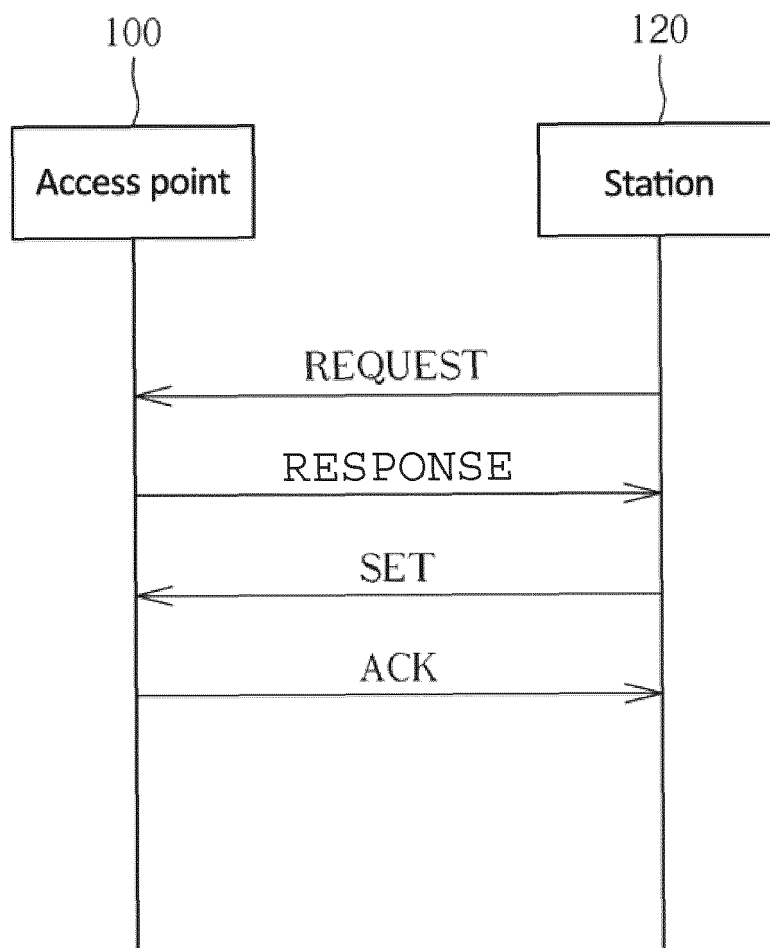 100
120
Access point
Station
REQUEST
RESPONSE
SET
ACK